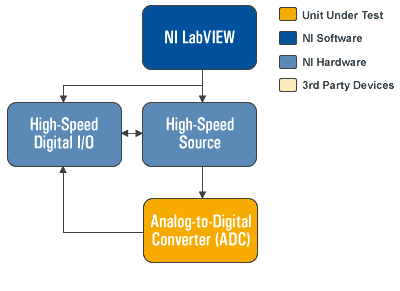 NI LabVIEW
High-Speed
Digital I/O
High-Speed
Source
Analog-to-Digital
Converter (ADC)
Unit Under Test
NI Software
NI Hardware
3rd Party Devices